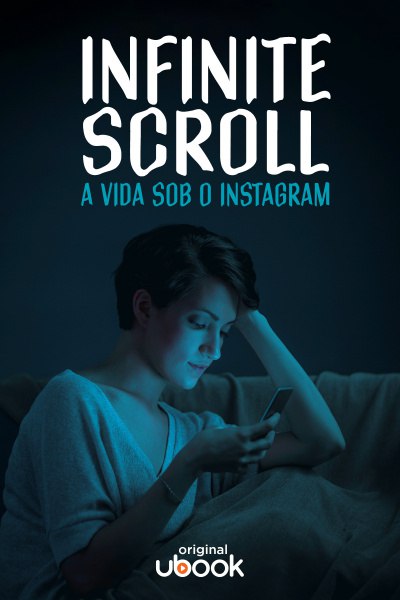 INFINITE
SCROLL
A VIDA SOB O INSTAGRAM
original
ubook